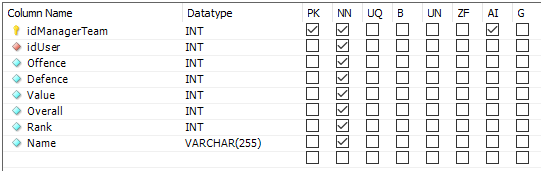 Column Name Datatype PK NN UQ B UN ZF AI G
idManagerTeam INT
idUser INT
Offence INT
Defence INT
Value INT
Overall INT
Rank INT
Name VARCHAR(255)